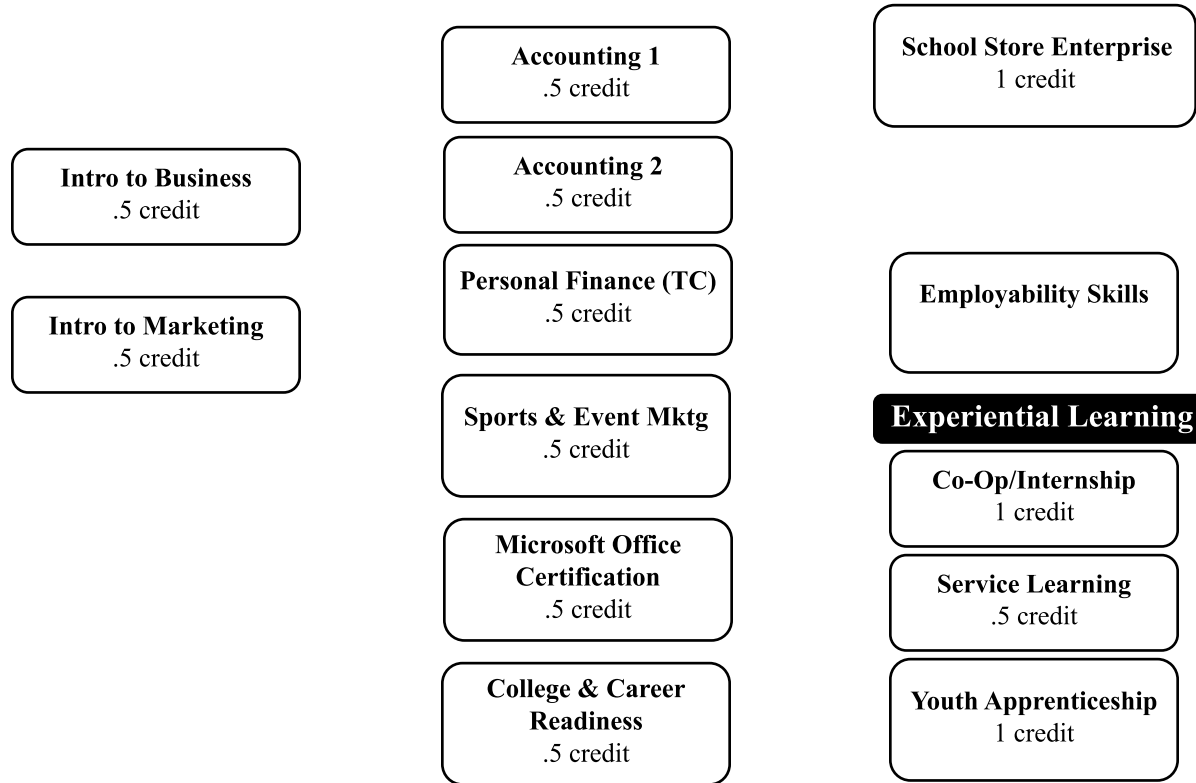 Intro to Business
.5 credit
Intro to Marketing
.5 credit
Accounting 1
.5 credit
Accounting 2
.5 credit
Personal Finance (TC)
.5 credit
Sports & Event Mktg
.5 credit
Microsoft Office
Certification
.5 credit
College & Career
Readiness
.5 credit
School Store Enterprise
1 credit
Employability Skills
Experiential Learning
Co-Op/Internship
1 credit
Service Learning
.5 credit
Youth Apprenticeship
1 credit